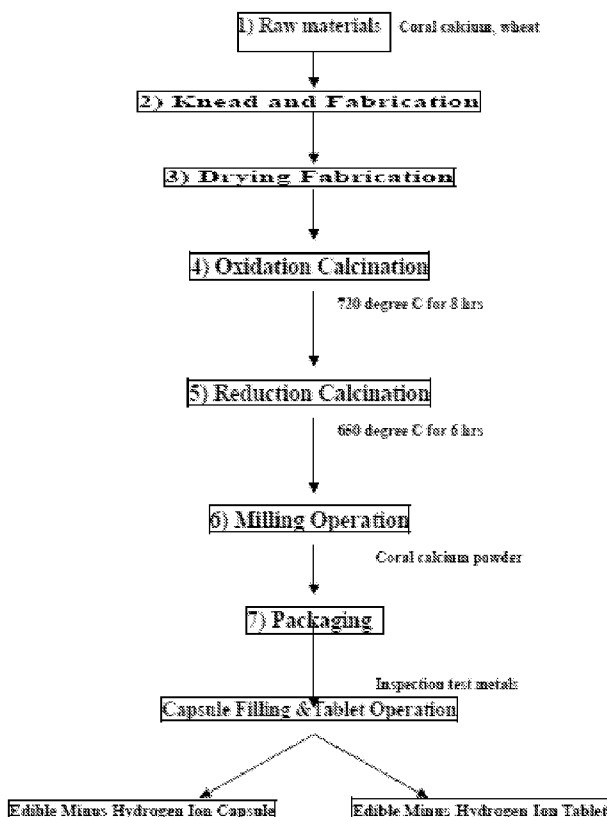 1) Raw materials
Coral calcium, wheat
2) Knead and Fabrication
3) Drying Fabrication
4) Oxidation Calcination
720 degree C for 8 hrs
5) Reduction Calcination
650 degree C for 6 hrs
6) Milling Operation
Coral calcium powder
7) Packaging
Inspection test metals
Capsule Filling &Tablet Operation
Edible Minus Hydrogen Ion Capsule
Edible Minus Hydrogen Ion Tablet